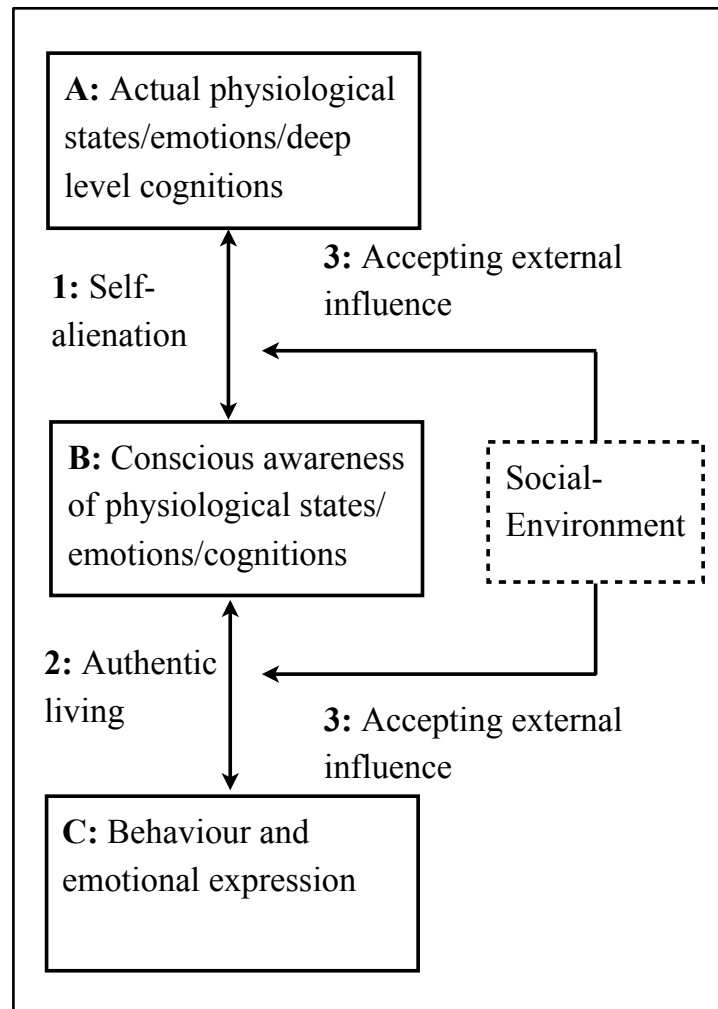 A: Actual physiological
states/emotions/deep
level cognitions
3: Accepting external
influence
1: Self-
alienation
B: Conscious awareness
of physiological states/
emotions/cognitions
Social-
Environment
2: Authentic
living
3: Accepting external
influence
C: Behaviour and
emotional expression